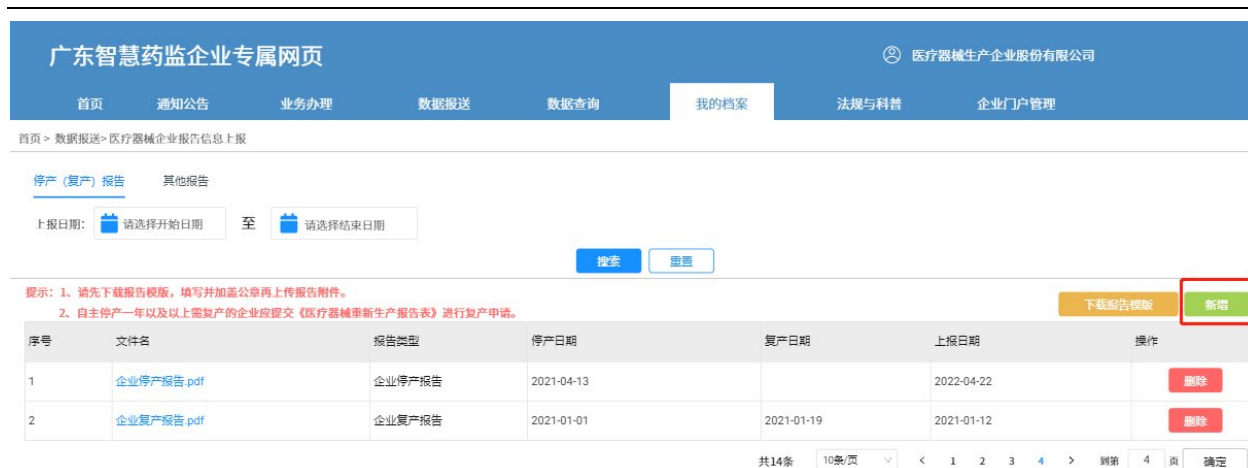 广东智慧药监企业专属网页
医疗器械生产企业股份有限公司
首页 通知公告 业务办理 数据报送 数据查询 我的档案 法规与科普 企业门户管理
首页 > 数据报送> 医疗器械企业报告信息上报
停产（复产）报告 其他报告
上报日期: 请选择开始日期 至 请选择结束日期
搜索 重置
提示：1、请先下载报告模版，填写并加盖公章再上传报告附件。
2、自主停产一年以及以上需复产的企业应提交《医疗器械重新生产报告表》进行复产申请。
下载报告模版 新增
序号 文件名 报告类型 停产日期 复产日期 上报日期 操作
1 企业停产报告.pdf 企业停产报告 2021-04-13 2022-04-22 删除
2 企业复产报告.pdf 企业复产报告 2021-01-01 2021-01-19 2021-01-12 删除
共14条 10条/页 < 1 2 3 4 > 到第 4 页 确定